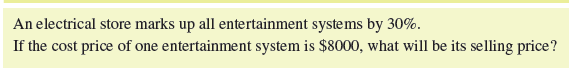 An electrical store marks up all entertainment systems by 30%.
If the cost price of one entertainment system is $8000, what will be its selling price?